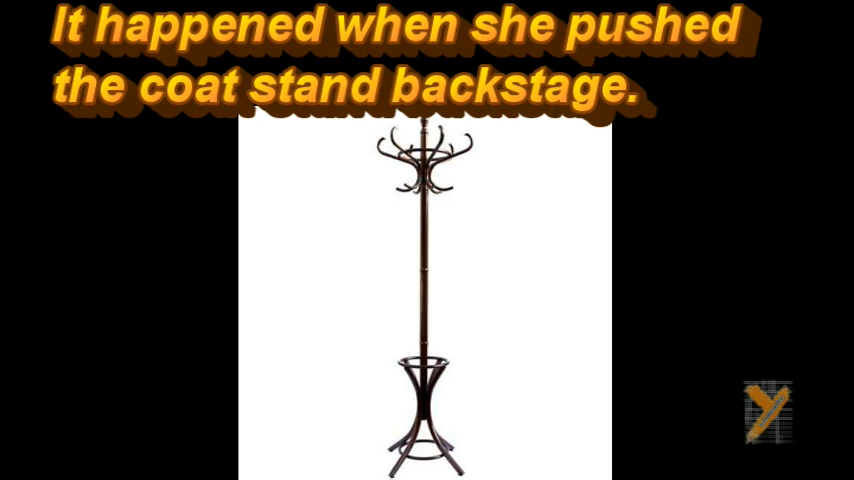 It happened when she pushed
the coat stand backstage.